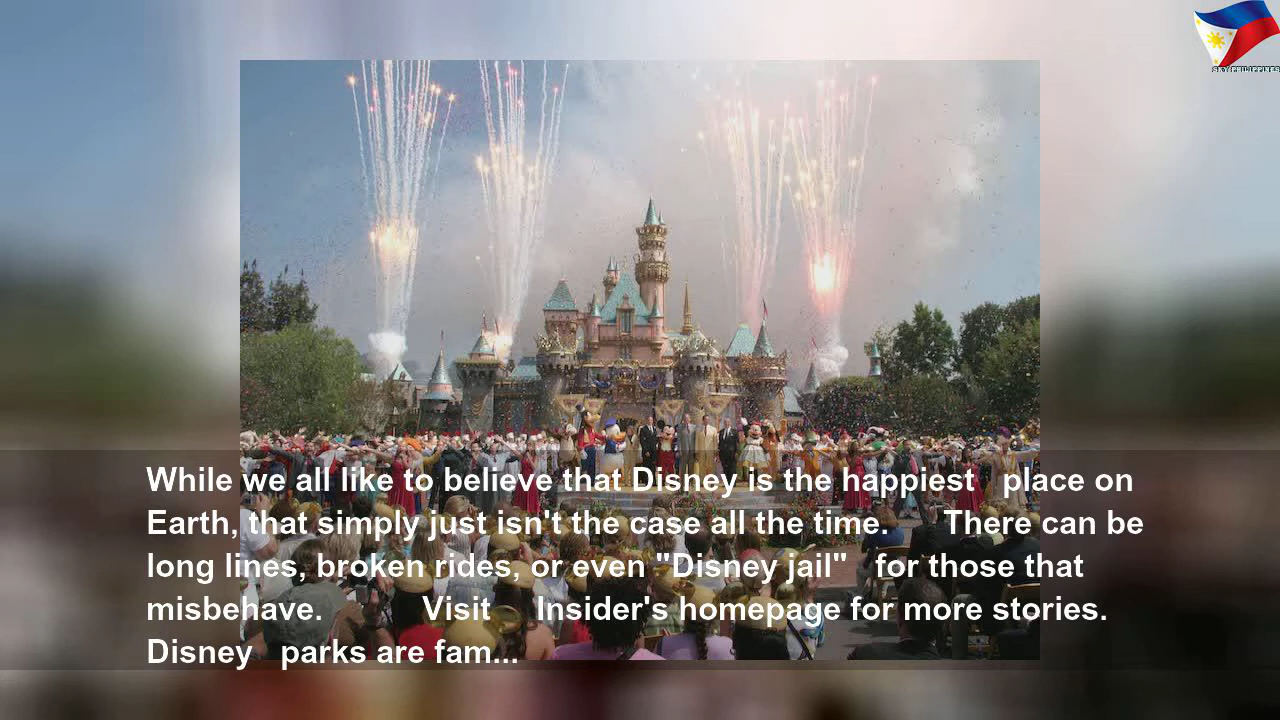 SKYPHILIPPINES
While we all like to believe that Disney is the happiest   place on
Earth, that simply just isn't the case all the time.      There can be
long lines, broken rides, or even "Disney jail"   for those that
misbehave.          Visit     Insider's homepage for more stories.
Disney   parks are fam...